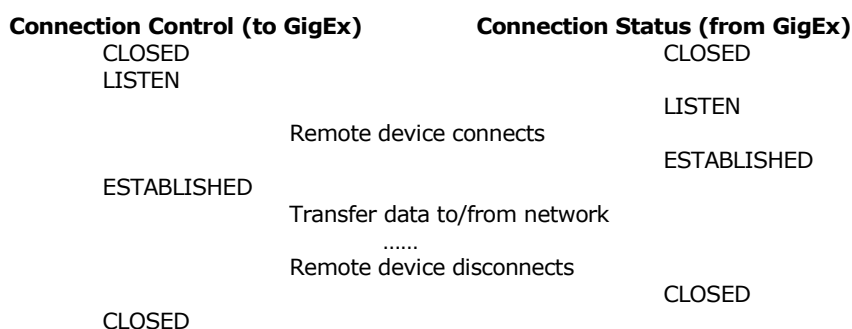 Connection Control (to GigEx) Connection Status (from GigEx)
CLOSED CLOSED
LISTEN
LISTEN
Remote device connects
ESTABLISHED
ESTABLISHED
Transfer data to/from network
......
Remote device disconnects
CLOSED
CLOSED